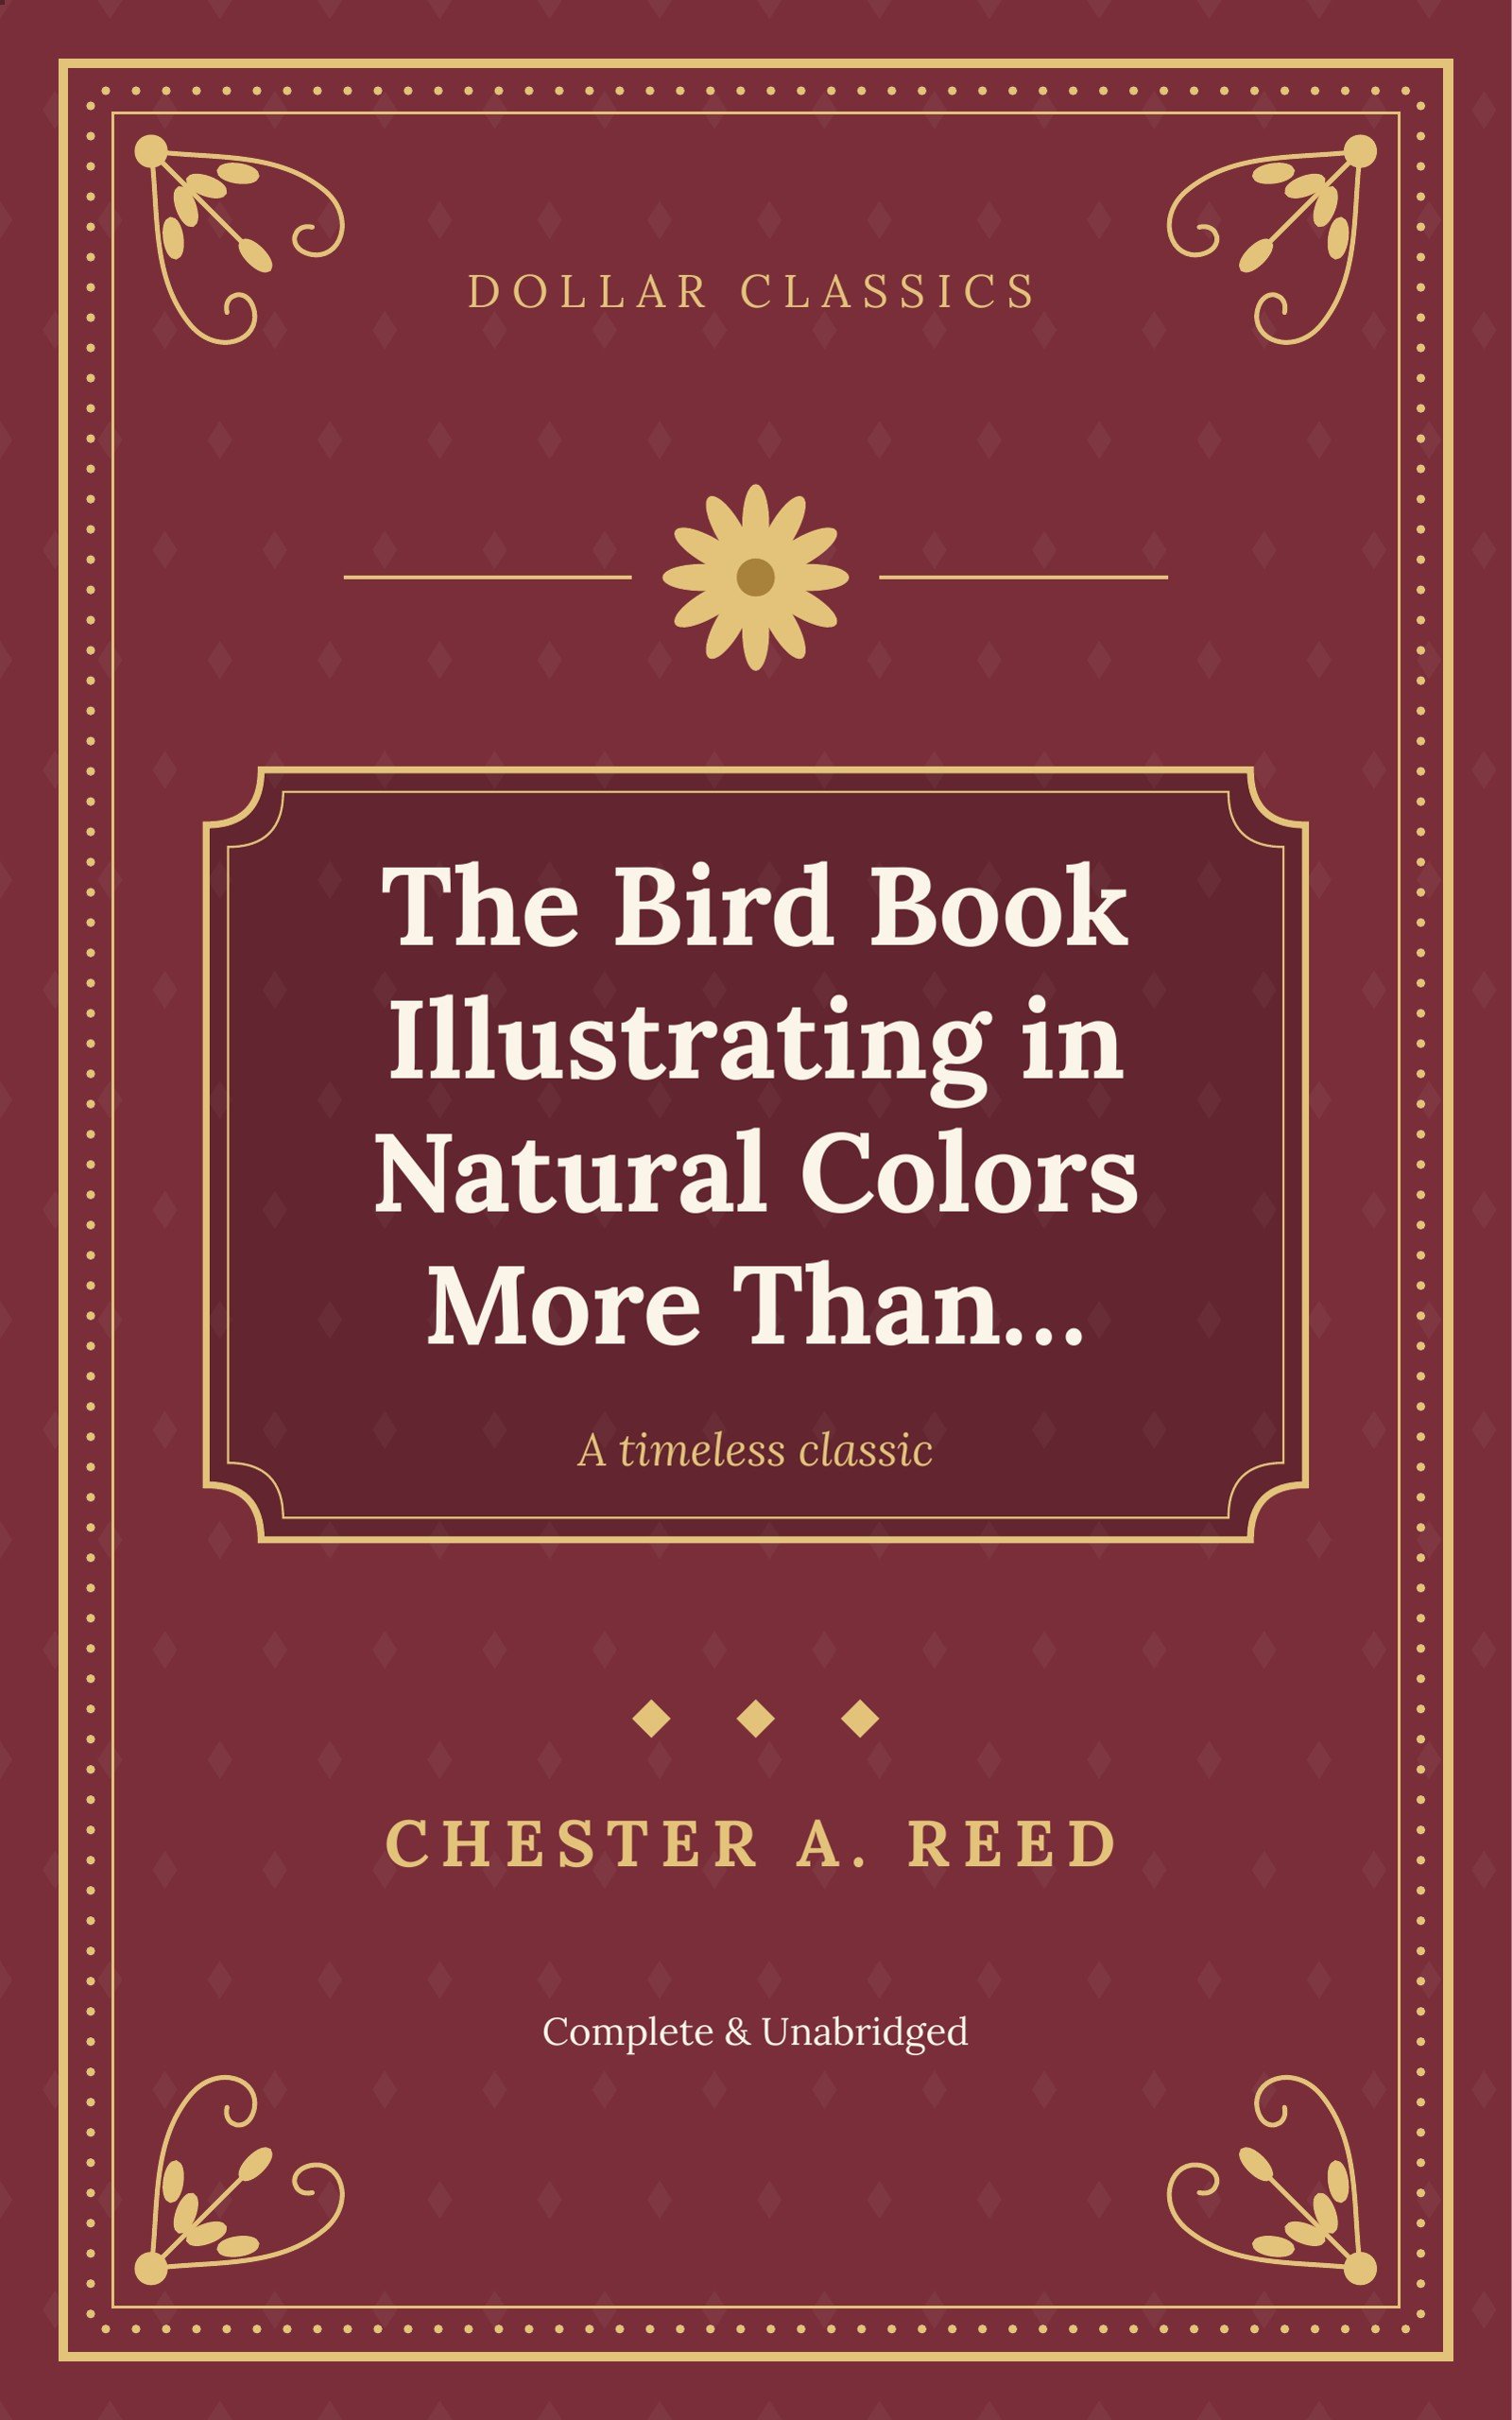 DOLLAR CLASSICS
The Bird Book
Illustrating in
Natural Colors
More Than...
A timeless classic
CHESTER A. REED
Complete & Unabridged